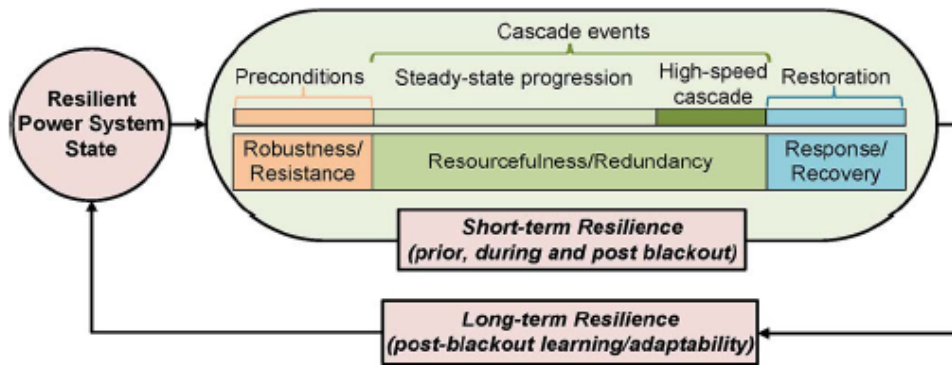 Cascade events
Preconditions
Steady-state progression
High-speed
cascade
Restoration
Resilient
Power System
State
Robustness/
Resistance
Resourcefulness/Redundancy
Response/
Recovery
Short-term Resilience
(prior, during and post blackout)
Long-term Resilience
(post-blackout learning/adaptability)